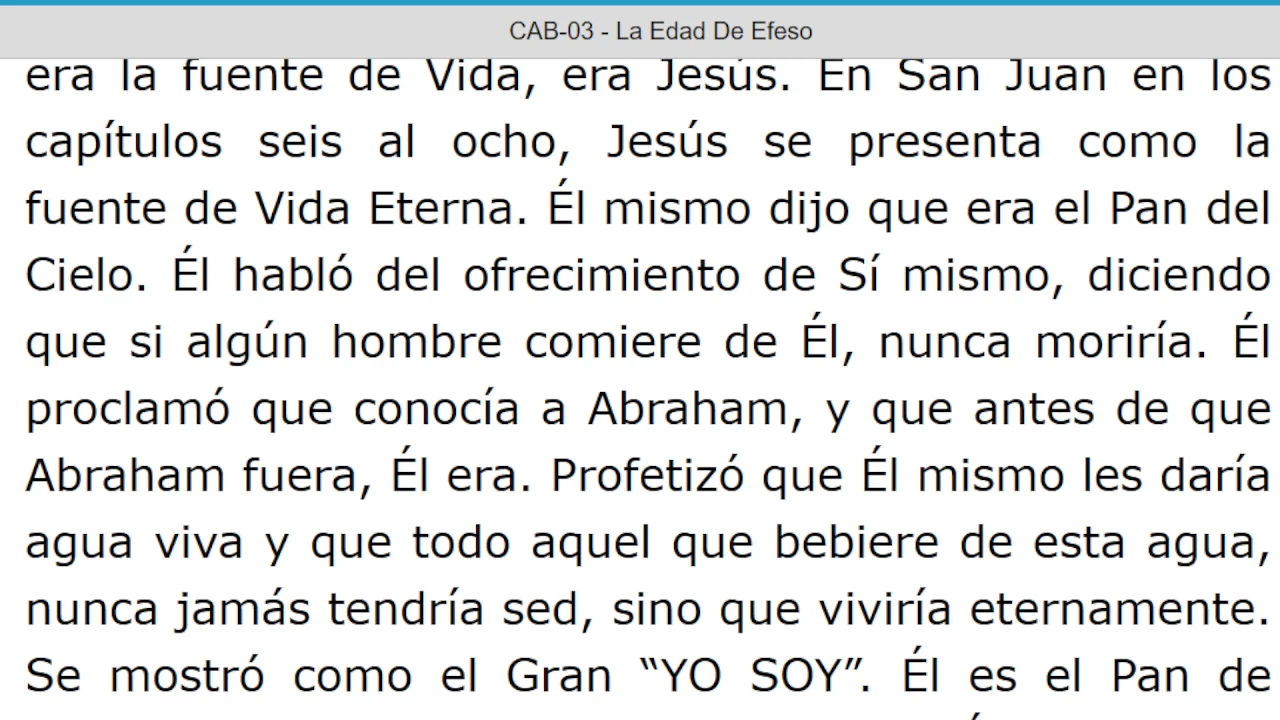 CAB-03 - La Edad De Efeso
era la fuente de Vida, era Jesús. En San Juan en los
capítulos seis al ocho, Jesús se presenta como la
fuente de Vida Eterna. Él mismo dijo que era el Pan del
Cielo. Él habló del ofrecimiento de Sí mismo, diciendo
que si algún hombre comiere de Él, nunca moriría. Él
proclamó que conocía a Abraham, y que antes de que
Abraham fuera, Él era. Profetizó que Él mismo les daría
agua viva y que todo aquel que bebiere de esta agua,
nunca jamás tendría sed, sino que viviría eternamente.
Se mostró como el Gran “YO SOY”. Él es el Pan de